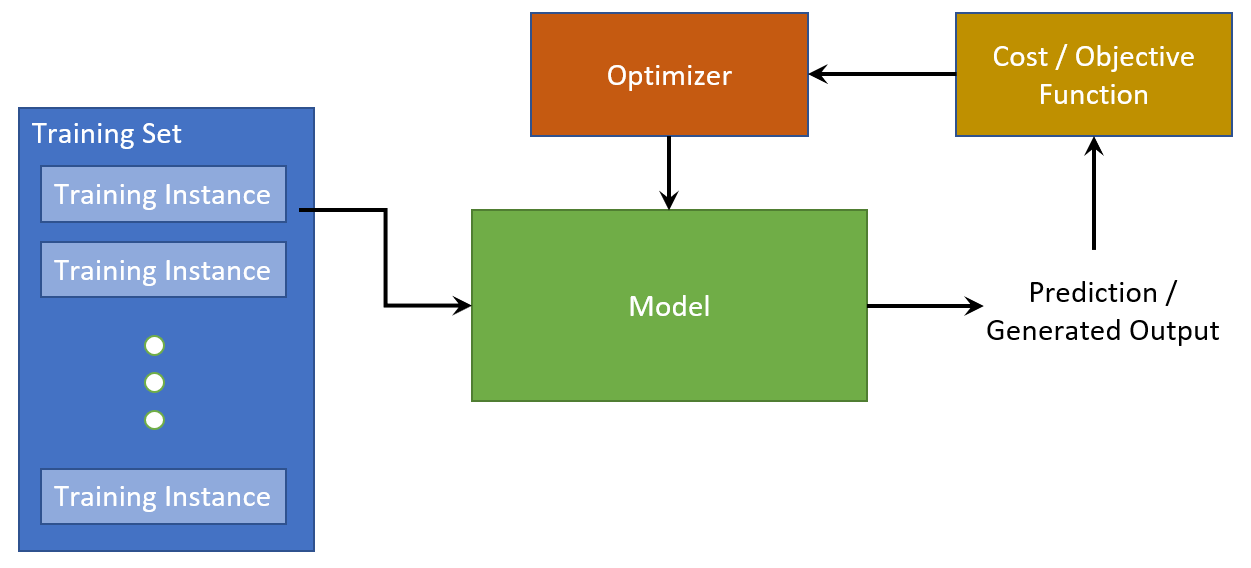 Training Set
Training Instance
Training Instance
Training Instance
Optimizer
Cost / Objective
Function
Model
Prediction /
Generated Output